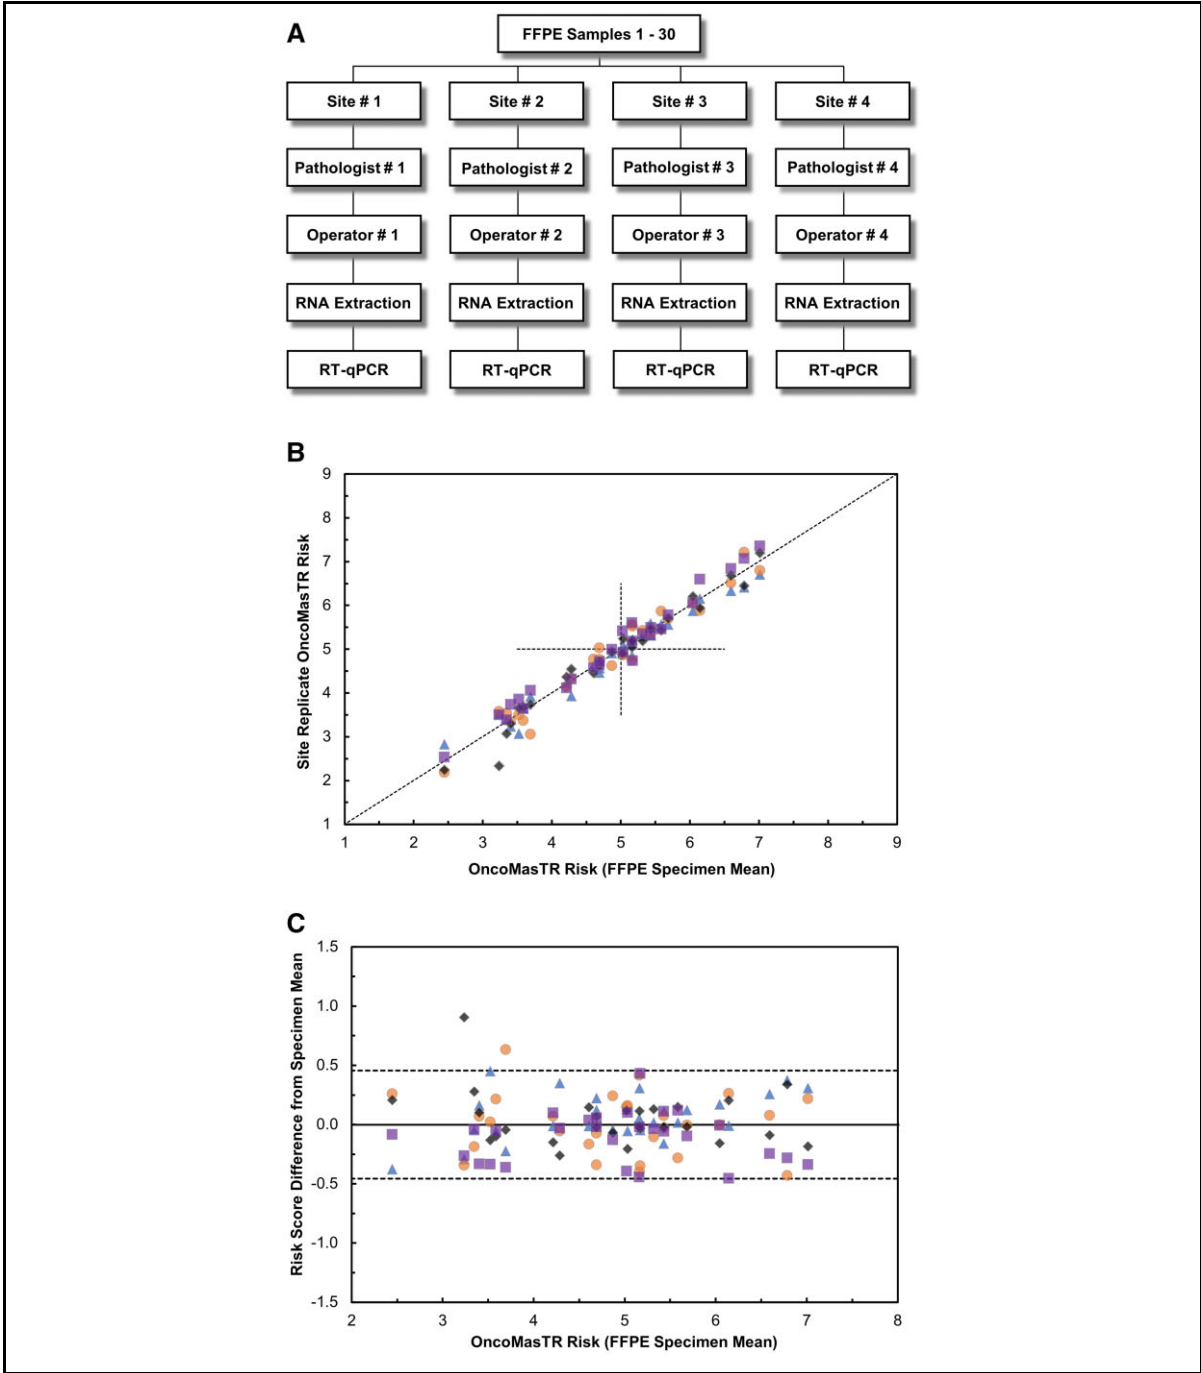 A
FFPE Samples 1 - 30
Site # 1
Site # 2
Site # 3
Site # 4
Pathologist # 1
Pathologist # 2
Pathologist # 3
Pathologist # 4
Operator # 1
Operator # 2
Operator # 3
Operator # 4
RNA Extraction
RNA Extraction
RNA Extraction
RNA Extraction
RT-qPCR
RT-qPCR
RT-qPCR
RT-qPCR
B
Site Replicate OncoMasTR Risk
9
8
7
6
5
4
3
2
1
1 2 3 4 5 6 7 8 9
OncoMasTR Risk (FFPE Specimen Mean)
C
Risk Score Difference from Specimen Mean
1.5
1.0
0.5
0.0
-0.5
-1.0
-1.5
2 3 4 5 6 7 8
OncoMasTR Risk (FFPE Specimen Mean)